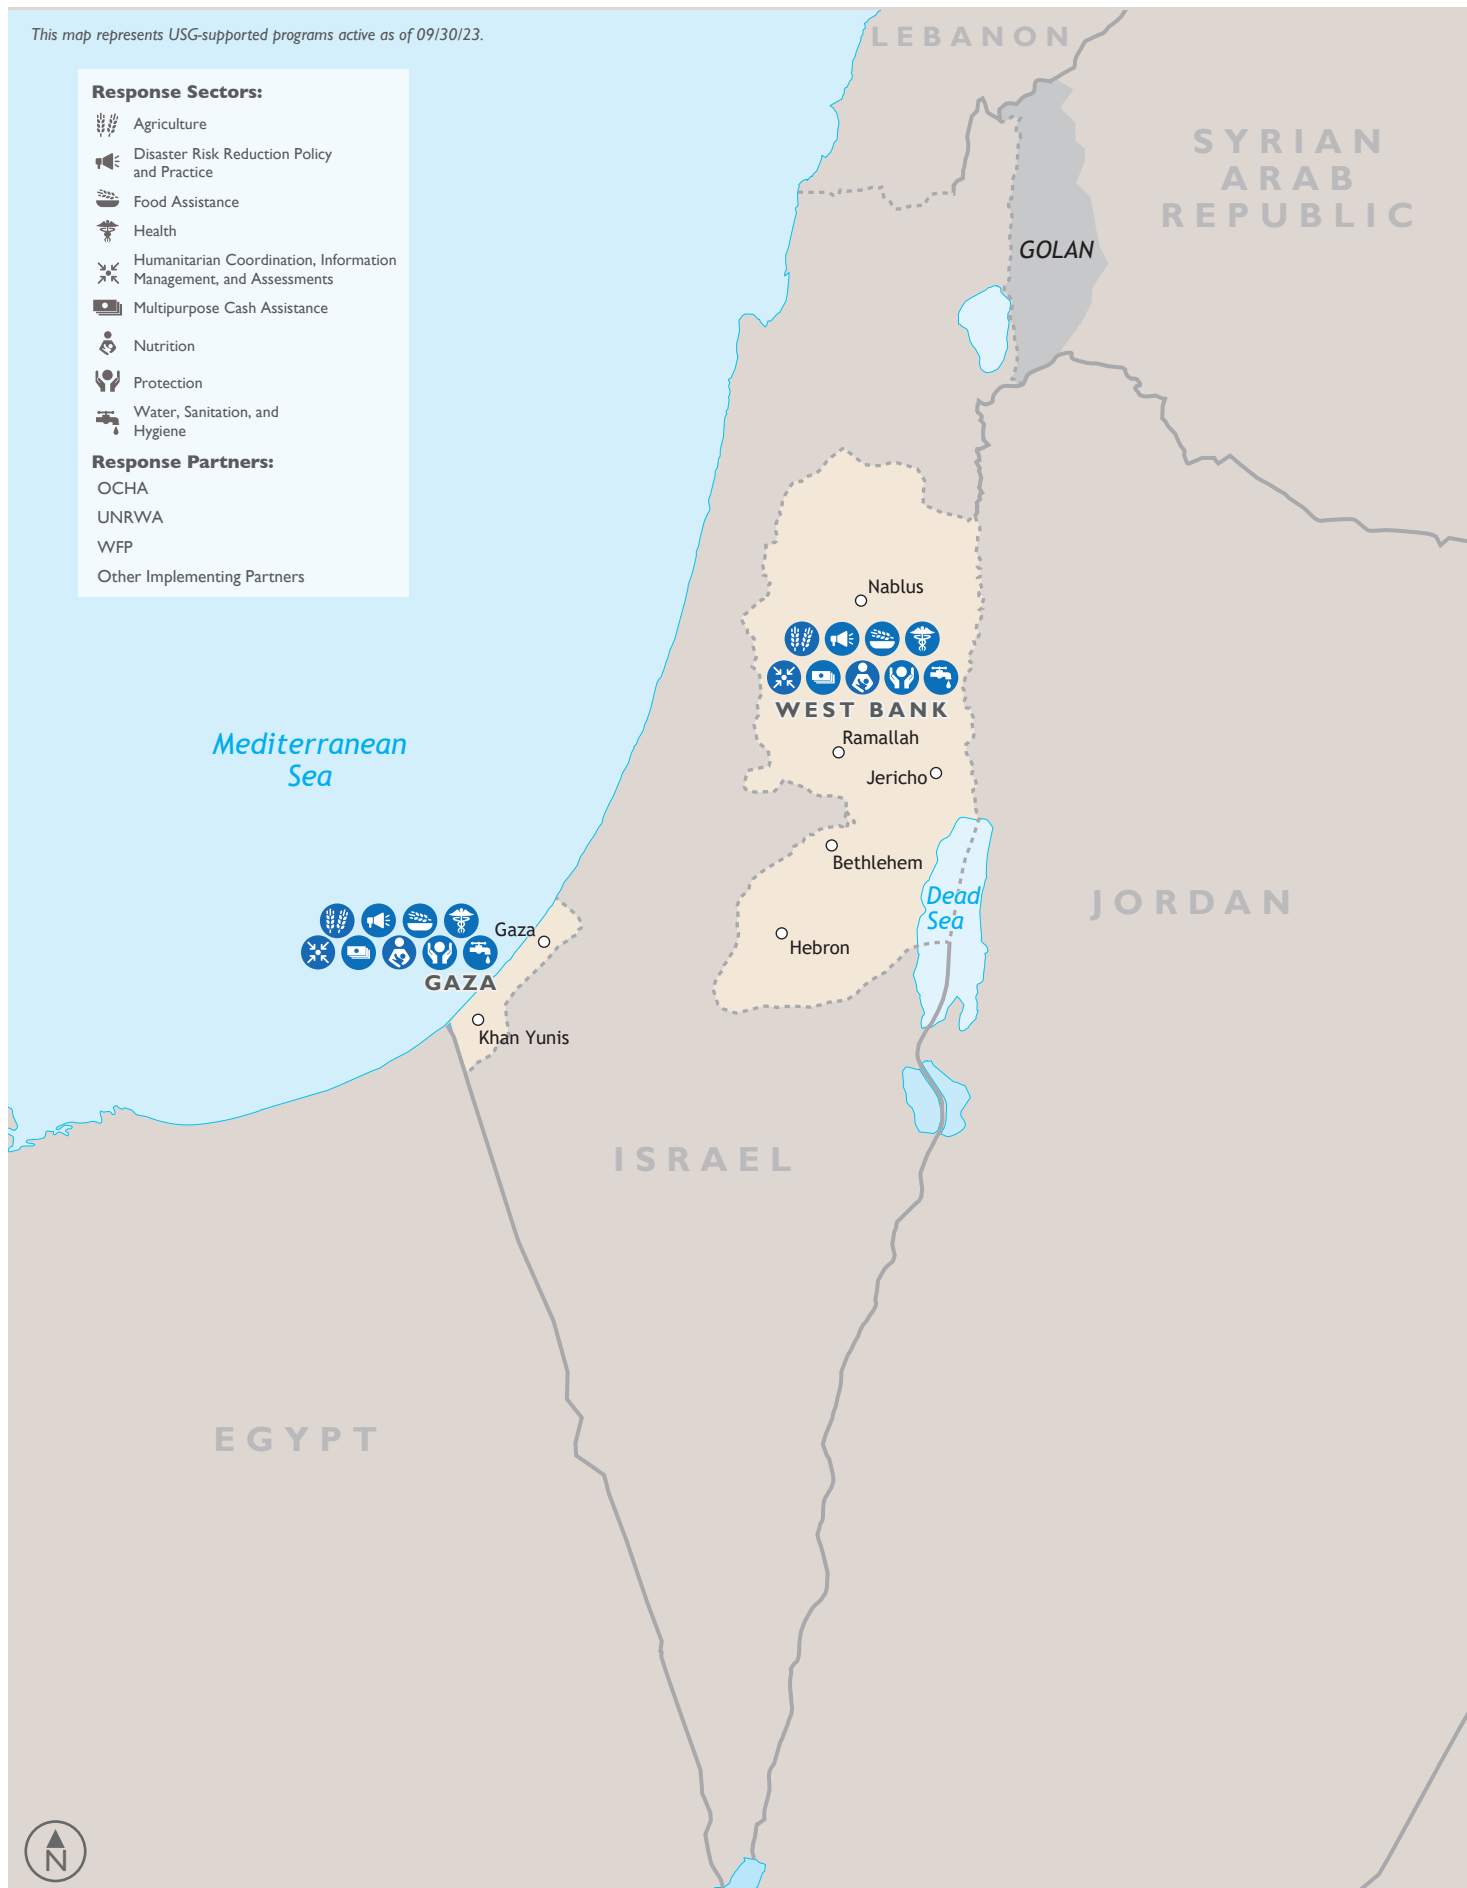 This map represents USG-supported programs active as of 09/30/23.
Response Sectors:
Agriculture
Disaster Risk Reduction Policy
and Practice
Food Assistance
Health
Humanitarian Coordination, Information
Management, and Assessments
Multipurpose Cash Assistance
Nutrition
Protection
Water, Sanitation, and
Hygiene
Response Partners:
OCHA
UNRWA
WFP
Other Implementing Partners
LEBANON
SYRIAN
ARAB
REPUBLIC
GOLAN
Nablus
WEST BANK
Ramallah
Jericho
Bethlehem
Hebron
Mediterranean
Sea
Dead
Sea
JORDAN
Gaza
GAZA
Khan Yunis
ISRAEL
EGYPT
N